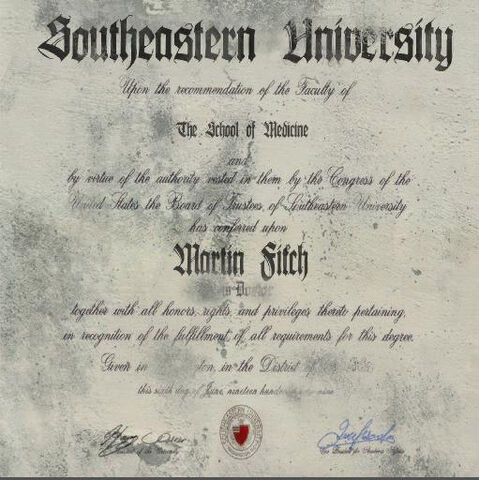 Southeastern University
Upon the recommendation of the Faculty of
The School of Medicine
and
by virtue of the authority vested in them by the Congress of the
United States the Board of Trustees, of Southeastern University
has conferred upon
Martin Fitch
together with all honors, rights, and privileges thereto pertaining,
in recognition of the fulfillment of all requirements for this degree.
Given in in the District of
this sixth day of June, nineteen hundred nine